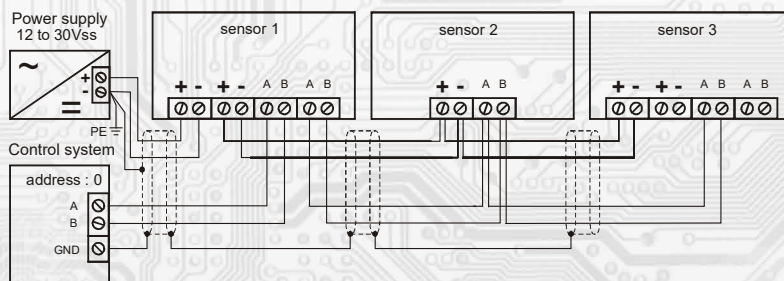 Power supply
12 to 30Vss
+
-
PE
Control system
address : 0
A
B
GND
sensor 1
+ - + - A B A B
sensor 2
+ - A B
sensor 3
+ - + - A B A B